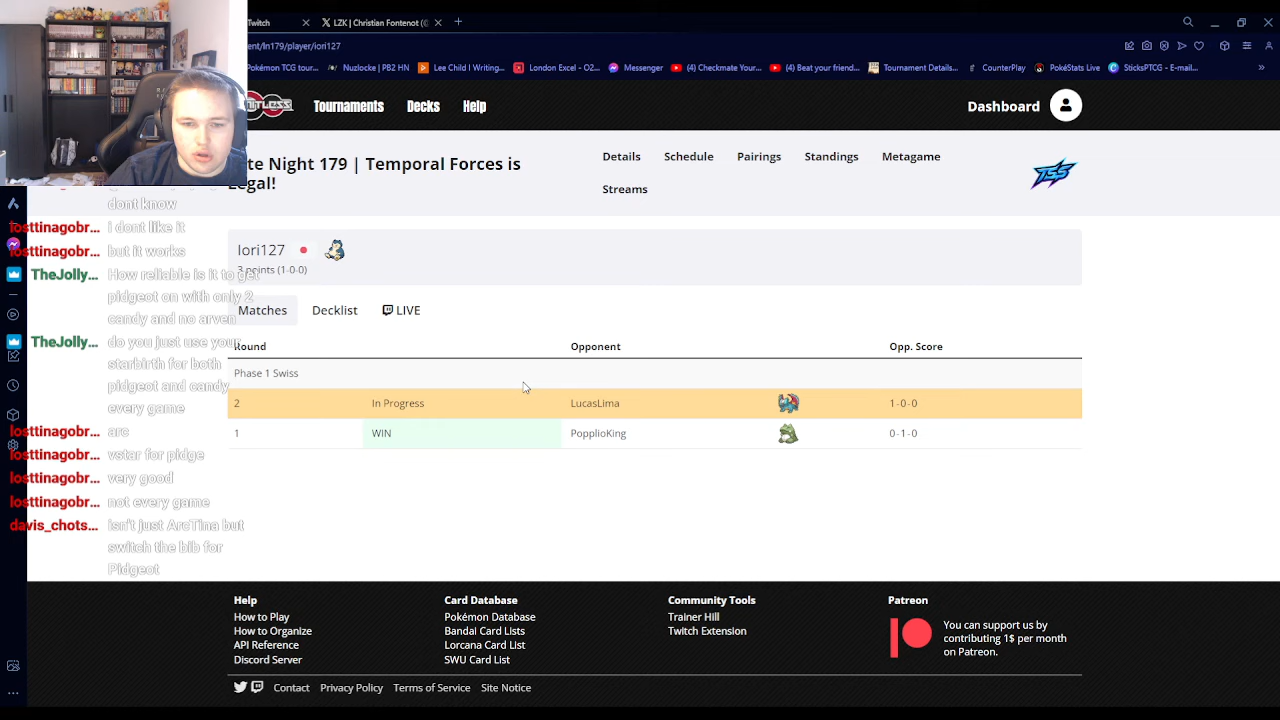 Twitch
LZK | Christian Fontenot (
ent/ln179/player/iori127
Pokémon TCG tour...
Nuzlocke | PB2 HN
Lee Child I Writing...
London Excel - O2...
Messenger
(4) Checkmate Your...
(4) Beat your friend...
Tournament Details...
CounterPlay
PokéStats Live
SticksPTCG - E-mail...
Tournaments
Decks
Help
Dashboard
te Night 179 | Temporal Forces is
egal!
Details
Schedule
Pairings
Standings
Metagame
Streams
TSS
Iori127
3 points (1-0-0)
Matches
Decklist
LIVE
Round
Opponent
Opp. Score
Phase 1 Swiss
2
In Progress
LucasLima
1-0-0
1
WIN
PopplioKing
0-1-0
dont know
losttinagobr... i dont like it
losttinagobr... but it works
TheJolly... How reliable is it to get
pidgeot on with only 2
candy and no arven
TheJolly... do you just use your
starbirth for both
pidgeot and candy
every game
losttinagobr... arc
losttinagobr... vstar for pidge
losttinagobr... very good
losttinagobr... not every game
davis_chots... Isn't just ArcTina but
switch the bib for
Pidgeot
Help
How to Play
How to Organize
API Reference
Discord Server
Card Database
Pokémon Database
Bandai Card Lists
Lorcana Card List
SWU Card List
Community Tools
Trainer Hill
Twitch Extension
Patreon
You can support us by
contributing 1$ per month
on Patreon.
Contact
Privacy Policy
Terms of Service
Site Notice